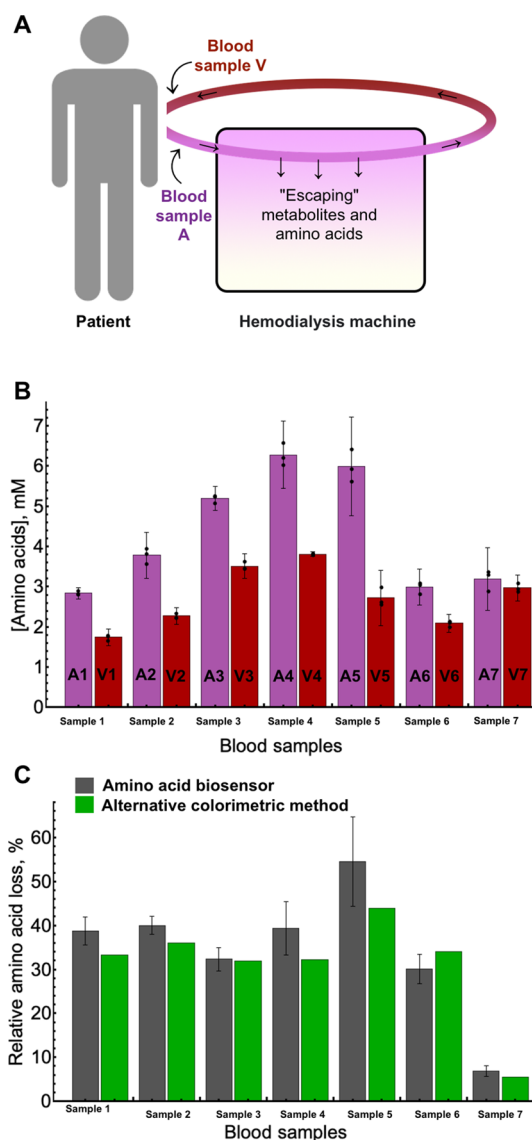 A
Blood
sample V
Blood
sample
A
"Escaping"
metabolites and
amino acids
Patient
Hemodialysis machine
B
[Amino acids], mM
7
6
5
4
3
2
1
0
A1 V1 A2 V2 A3 V3 A4 V4 A5 V5 A6 V6 A7 V7
Sample 1 Sample 2 Sample 3 Sample 4 Sample 5 Sample 6 Sample 7
Blood samples
C
Amino acid biosensor
Alternative colorimetric method
Relative amino acid loss, %
60
50
40
30
20
10
0
Sample 1 Sample 2 Sample 3 Sample 4 Sample 5 Sample 6 Sample 7
Blood samples